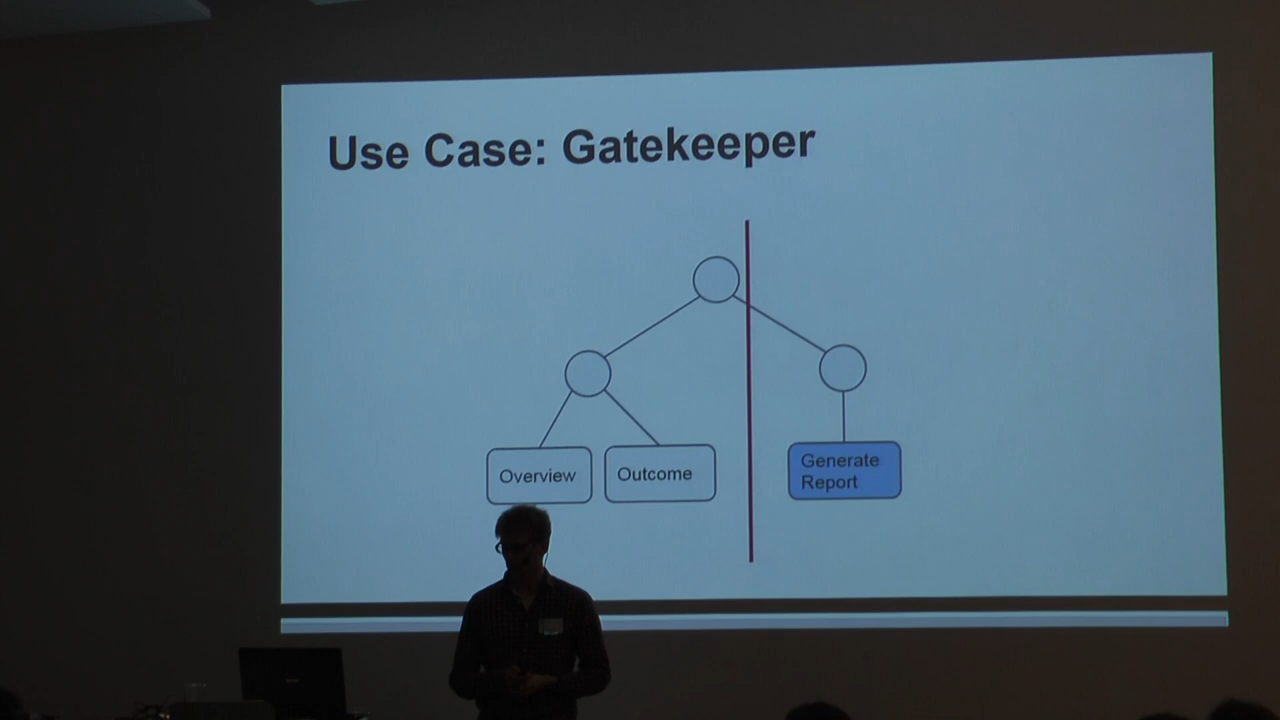 Use Case: Gatekeeper
Overview
Outcome
Generate
Report